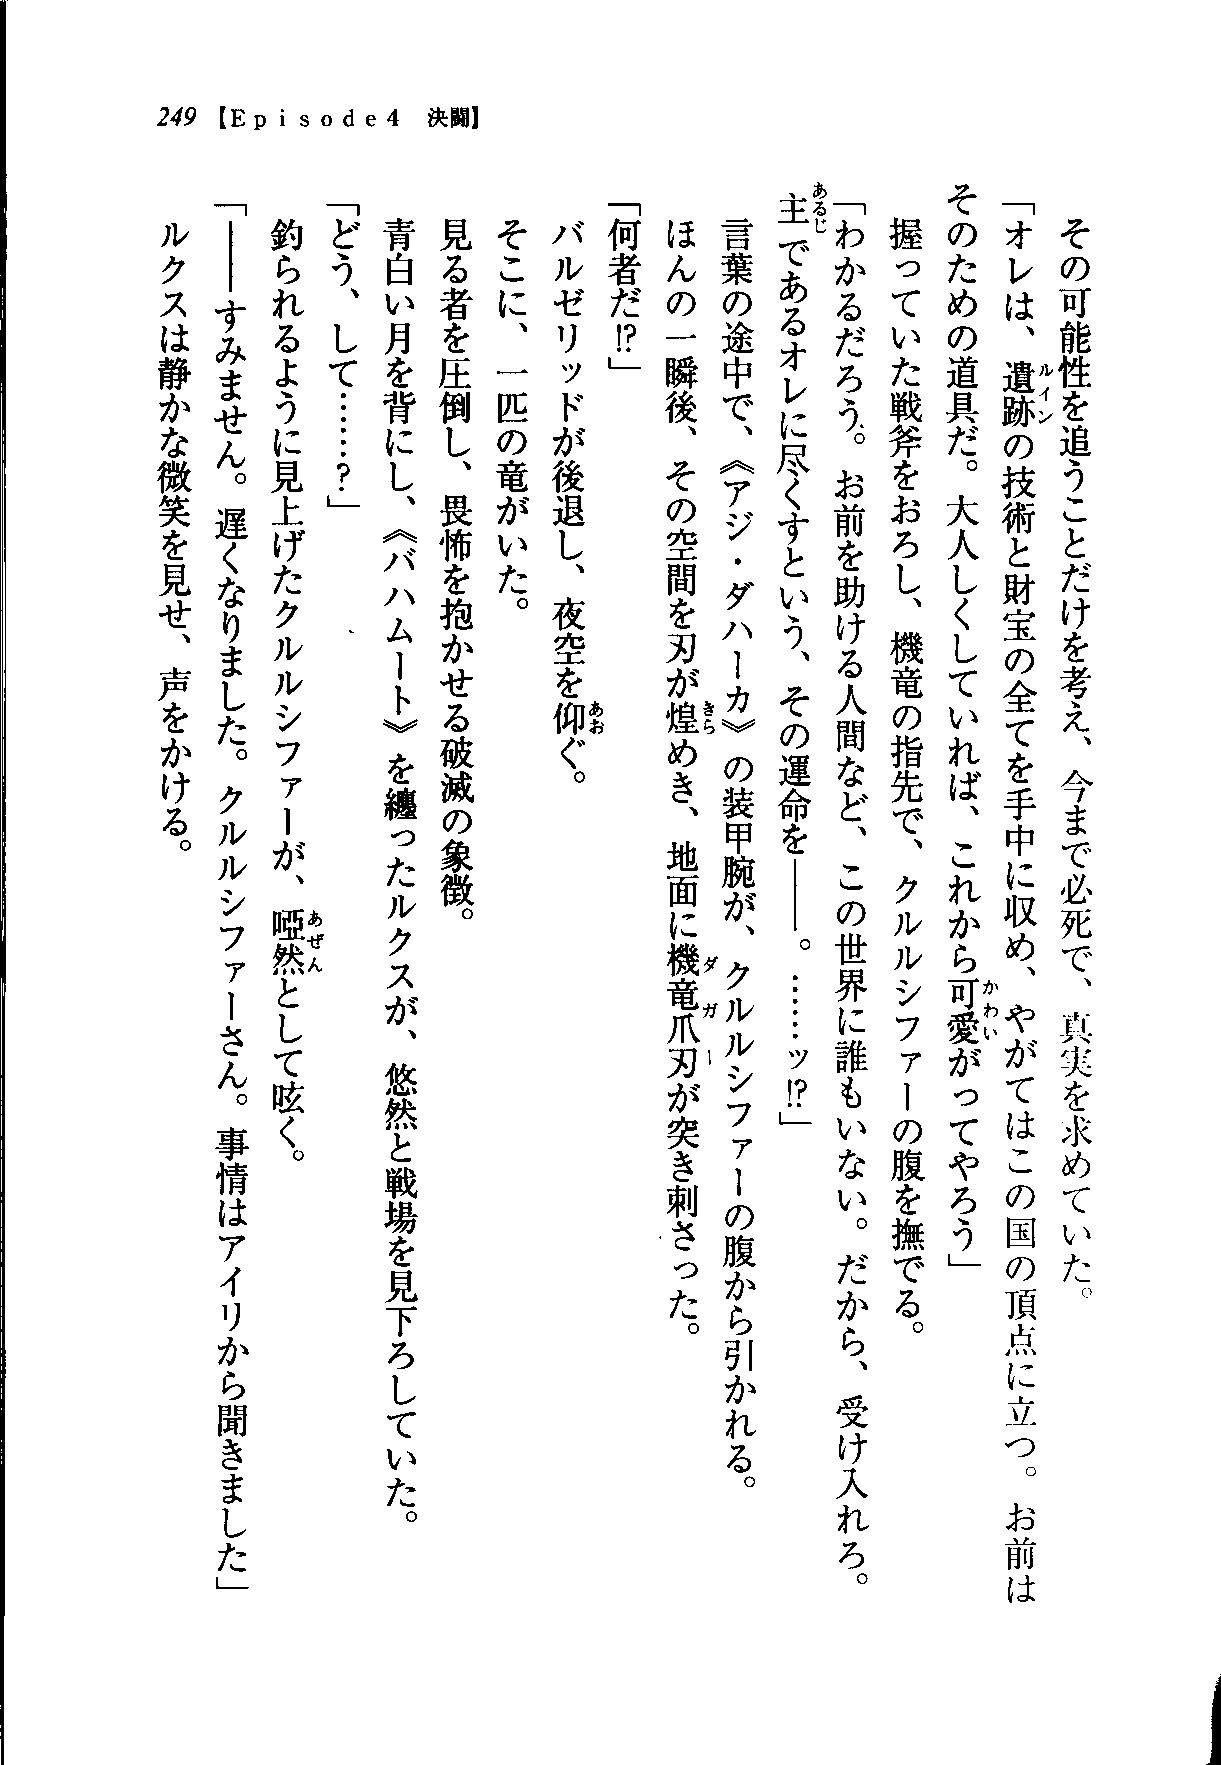 249 【Episode4　決闘】
　その可能性を追うことだけを考え、今まで必死で、真実を求めていた。
「オレは、遺跡の技術と財宝の全てを手中に収め、やがてはこの国の頂点に立つ。お前は
そのための道具だ。大人しくしていれば、これから可愛がってやろう」
　握っていた戦斧をおろし、機竜の指先で、クルルシファーの腹を撫でる。
「わかるだろう。お前を助ける人間など、この世界に誰もいない。だから、受け入れろ。
主であるオレに尽くすという、その運命を――。……ッ!?」
　言葉の途中で、《アジ・ダハーカ》の装甲腕が、クルルシファーの腹から引かれる。
　ほんの一瞬後、その空間を刃が煌めき、地面に機竜爪刃が突き刺さった。
「何者だ!?」
　バルゼリッドが後退し、夜空を仰ぐ。
　そこに、一匹の竜がいた。
　見る者を圧倒し、畏怖を抱かせる破滅の象徴。
　青白い月を背にし、《バハムート》を纏ったルクスが、悠然と戦場を見下ろしていた。
「どう、して……？」
　釣られるように見上げたクルルシファーが、啞然として呟く。
「――すみません。遅くなりました。クルルシファーさん。事情はアイリから聞きました」
　ルクスは静かな微笑を見せ、声をかける。